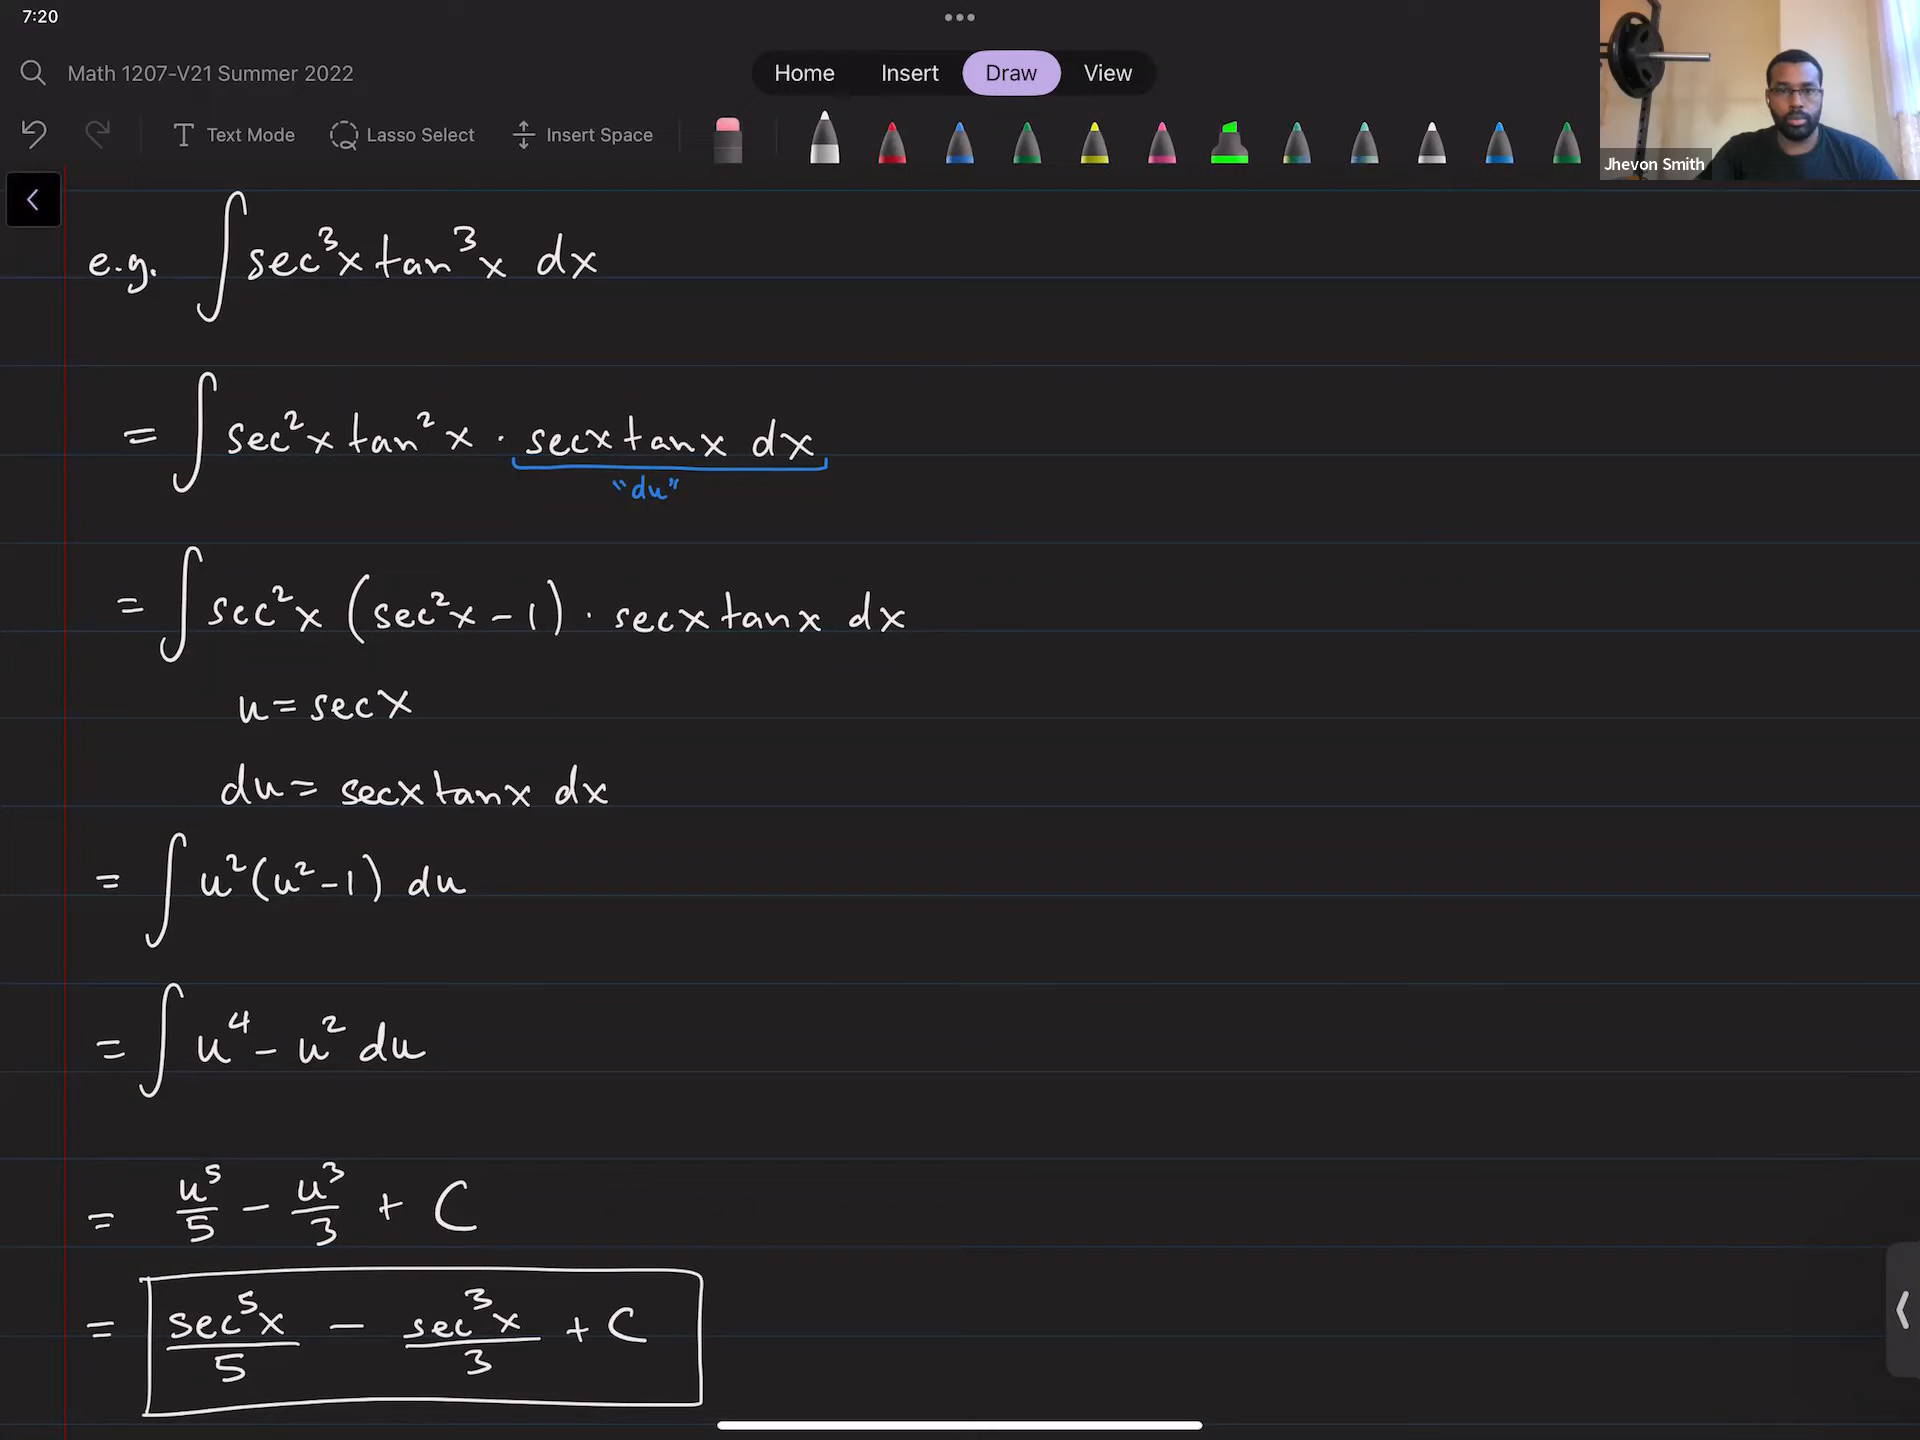 7:20
Math 1207-V21 Summer 2022
Home Insert Draw View
Text Mode Lasso Select Insert Space
Jhevon Smith
e.g. ∫ sec³x tan³x dx
= ∫ sec²x tan²x · secx tanx dx
"du"
= ∫ sec²x (sec²x - 1) · secx tanx dx
u = secx
du = secx tanx dx
= ∫ u²(u² - 1) du
= ∫ u⁴ - u² du
= u⁵/5 - u³/3 + C
= sec⁵x/5 - sec³x/3 + C